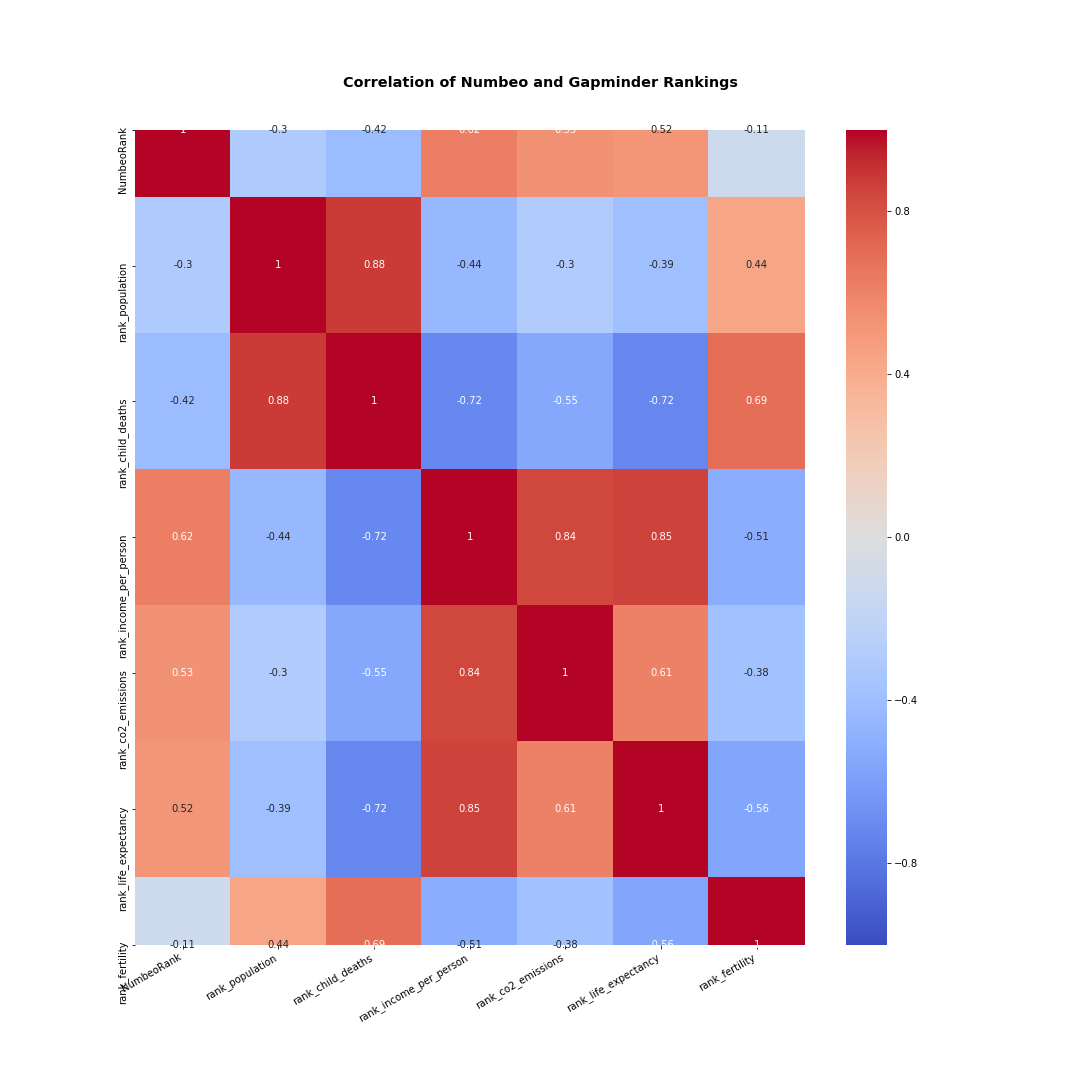 Correlation of Numbeo and Gapminder Rankings
NumbeoRank 1 -0.3 -0.42 0.62 0.53 0.52 -0.11
rank_population -0.3 1 0.88 -0.44 -0.3 -0.39 0.44
rank_child_deaths -0.42 0.88 1 -0.72 -0.55 -0.72 0.69
rank_income_per_person 0.62 -0.44 -0.72 1 0.84 0.85 -0.51
rank_co2_emissions 0.53 -0.3 -0.55 0.84 1 0.61 -0.38
rank_life_expectancy 0.52 -0.39 -0.72 0.85 0.61 1 -0.56
rank_fertility -0.11 0.44 0.69 -0.51 -0.38 -0.56 1
NumbeoRank rank_population rank_child_deaths rank_income_per_person rank_co2_emissions rank_life_expectancy rank_fertility
0.8
0.4
0.0
−0.4
−0.8